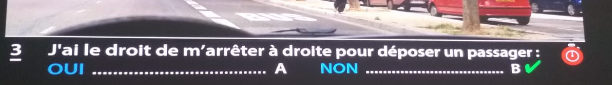 3 J'ai le droit de m'arrêter à droite pour déposer un passager :
OUI .................................. A NON .................................. B